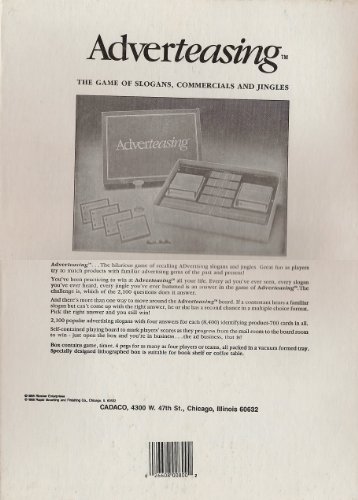 Adverteasing™
THE GAME OF SLOGANS, COMMERCIALS AND JINGLES
Adverteasing
Adverteasing™ . . . The hilarious game of recalling Advertising slogans and jingles. Great fun as players
try to match products with familiar advertising gems of the past and present!
You've been practicing to win at Adverteasing™ all your life. Every ad you've ever seen, every slogan
you've ever heard, every jingle you've ever hummed is an answer in the game of Adverteasing™. The
challenge is, which of the 2,100 questions does it answer.
And there's more than one way to move around the Adverteasing™ board. If a contestant hears a familiar
slogan but can't come up with the right answer, he or she has a second chance in a multiple choice format.
Pick the right answer and you still win!
2,100 popular advertising slogans with four answers for each (8,400) identifying product-700 cards in all.
Self-contained playing board to mark players' scores as they progress from the mail room to the board room
to win - just open the box and you're in business. . .the ad business, that is!
Box contains game, timer, 4 pegs for as many as four players or teams, all packed in a vacuum formed tray.
Specially designed lithographed box is suitable for book shelf or coffee table.
Enterprises
Mounting and Finishing Co., Chicago, IL
CADACO, 4300 W. 47th St., Chicago, Illinois 60632